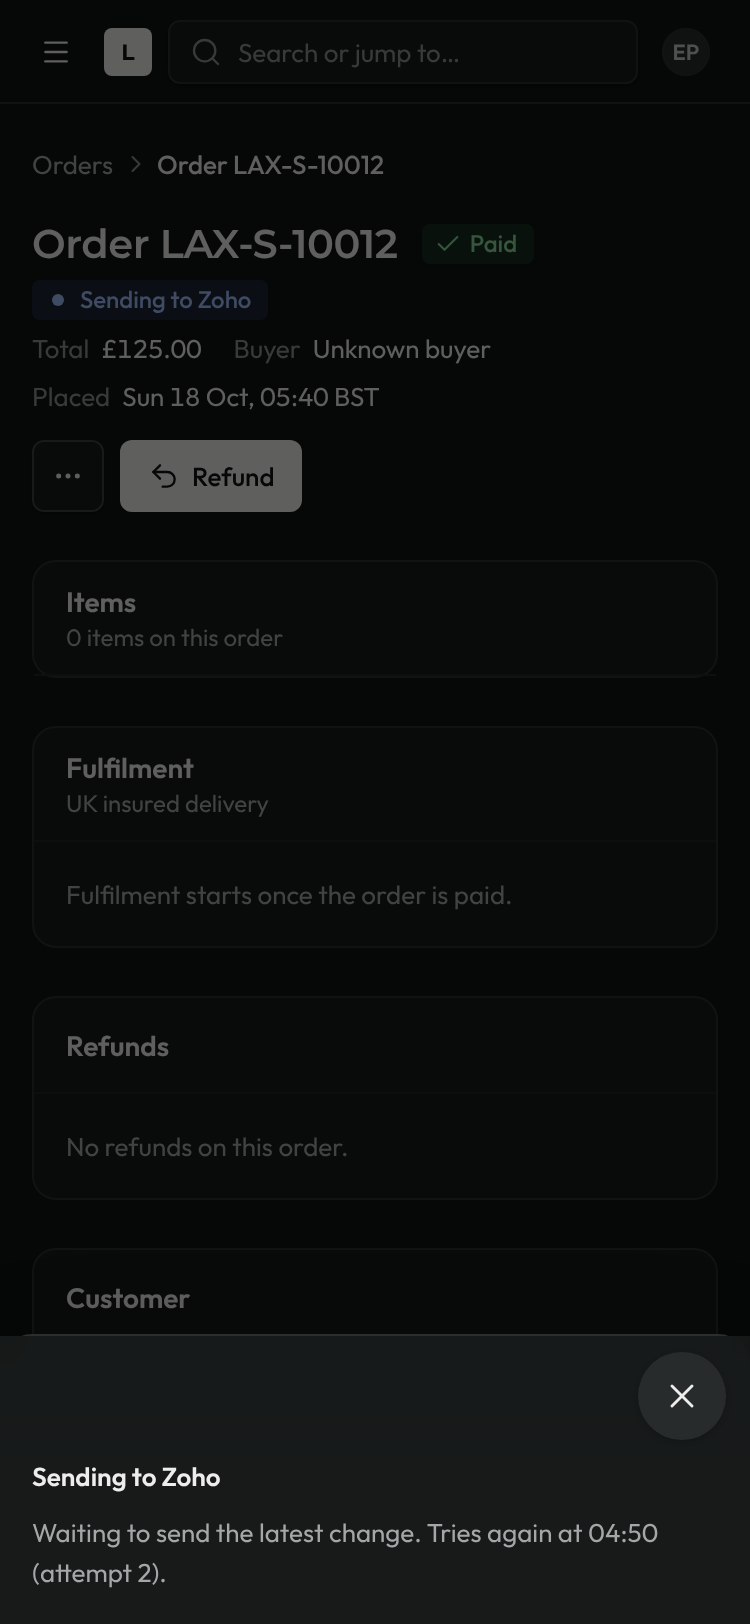 L
Search or jump to...
EP
Orders > Order LAX-S-10012
Order LAX-S-10012
Paid
Sending to Zoho
Total £125.00 Buyer Unknown buyer
Placed Sun 18 Oct, 05:40 BST
Refund
Items
0 items on this order
Fulfilment
UK insured delivery
Fulfilment starts once the order is paid.
Refunds
No refunds on this order.
Customer
Sending to Zoho
Waiting to send the latest change. Tries again at 04:50
(attempt 2).